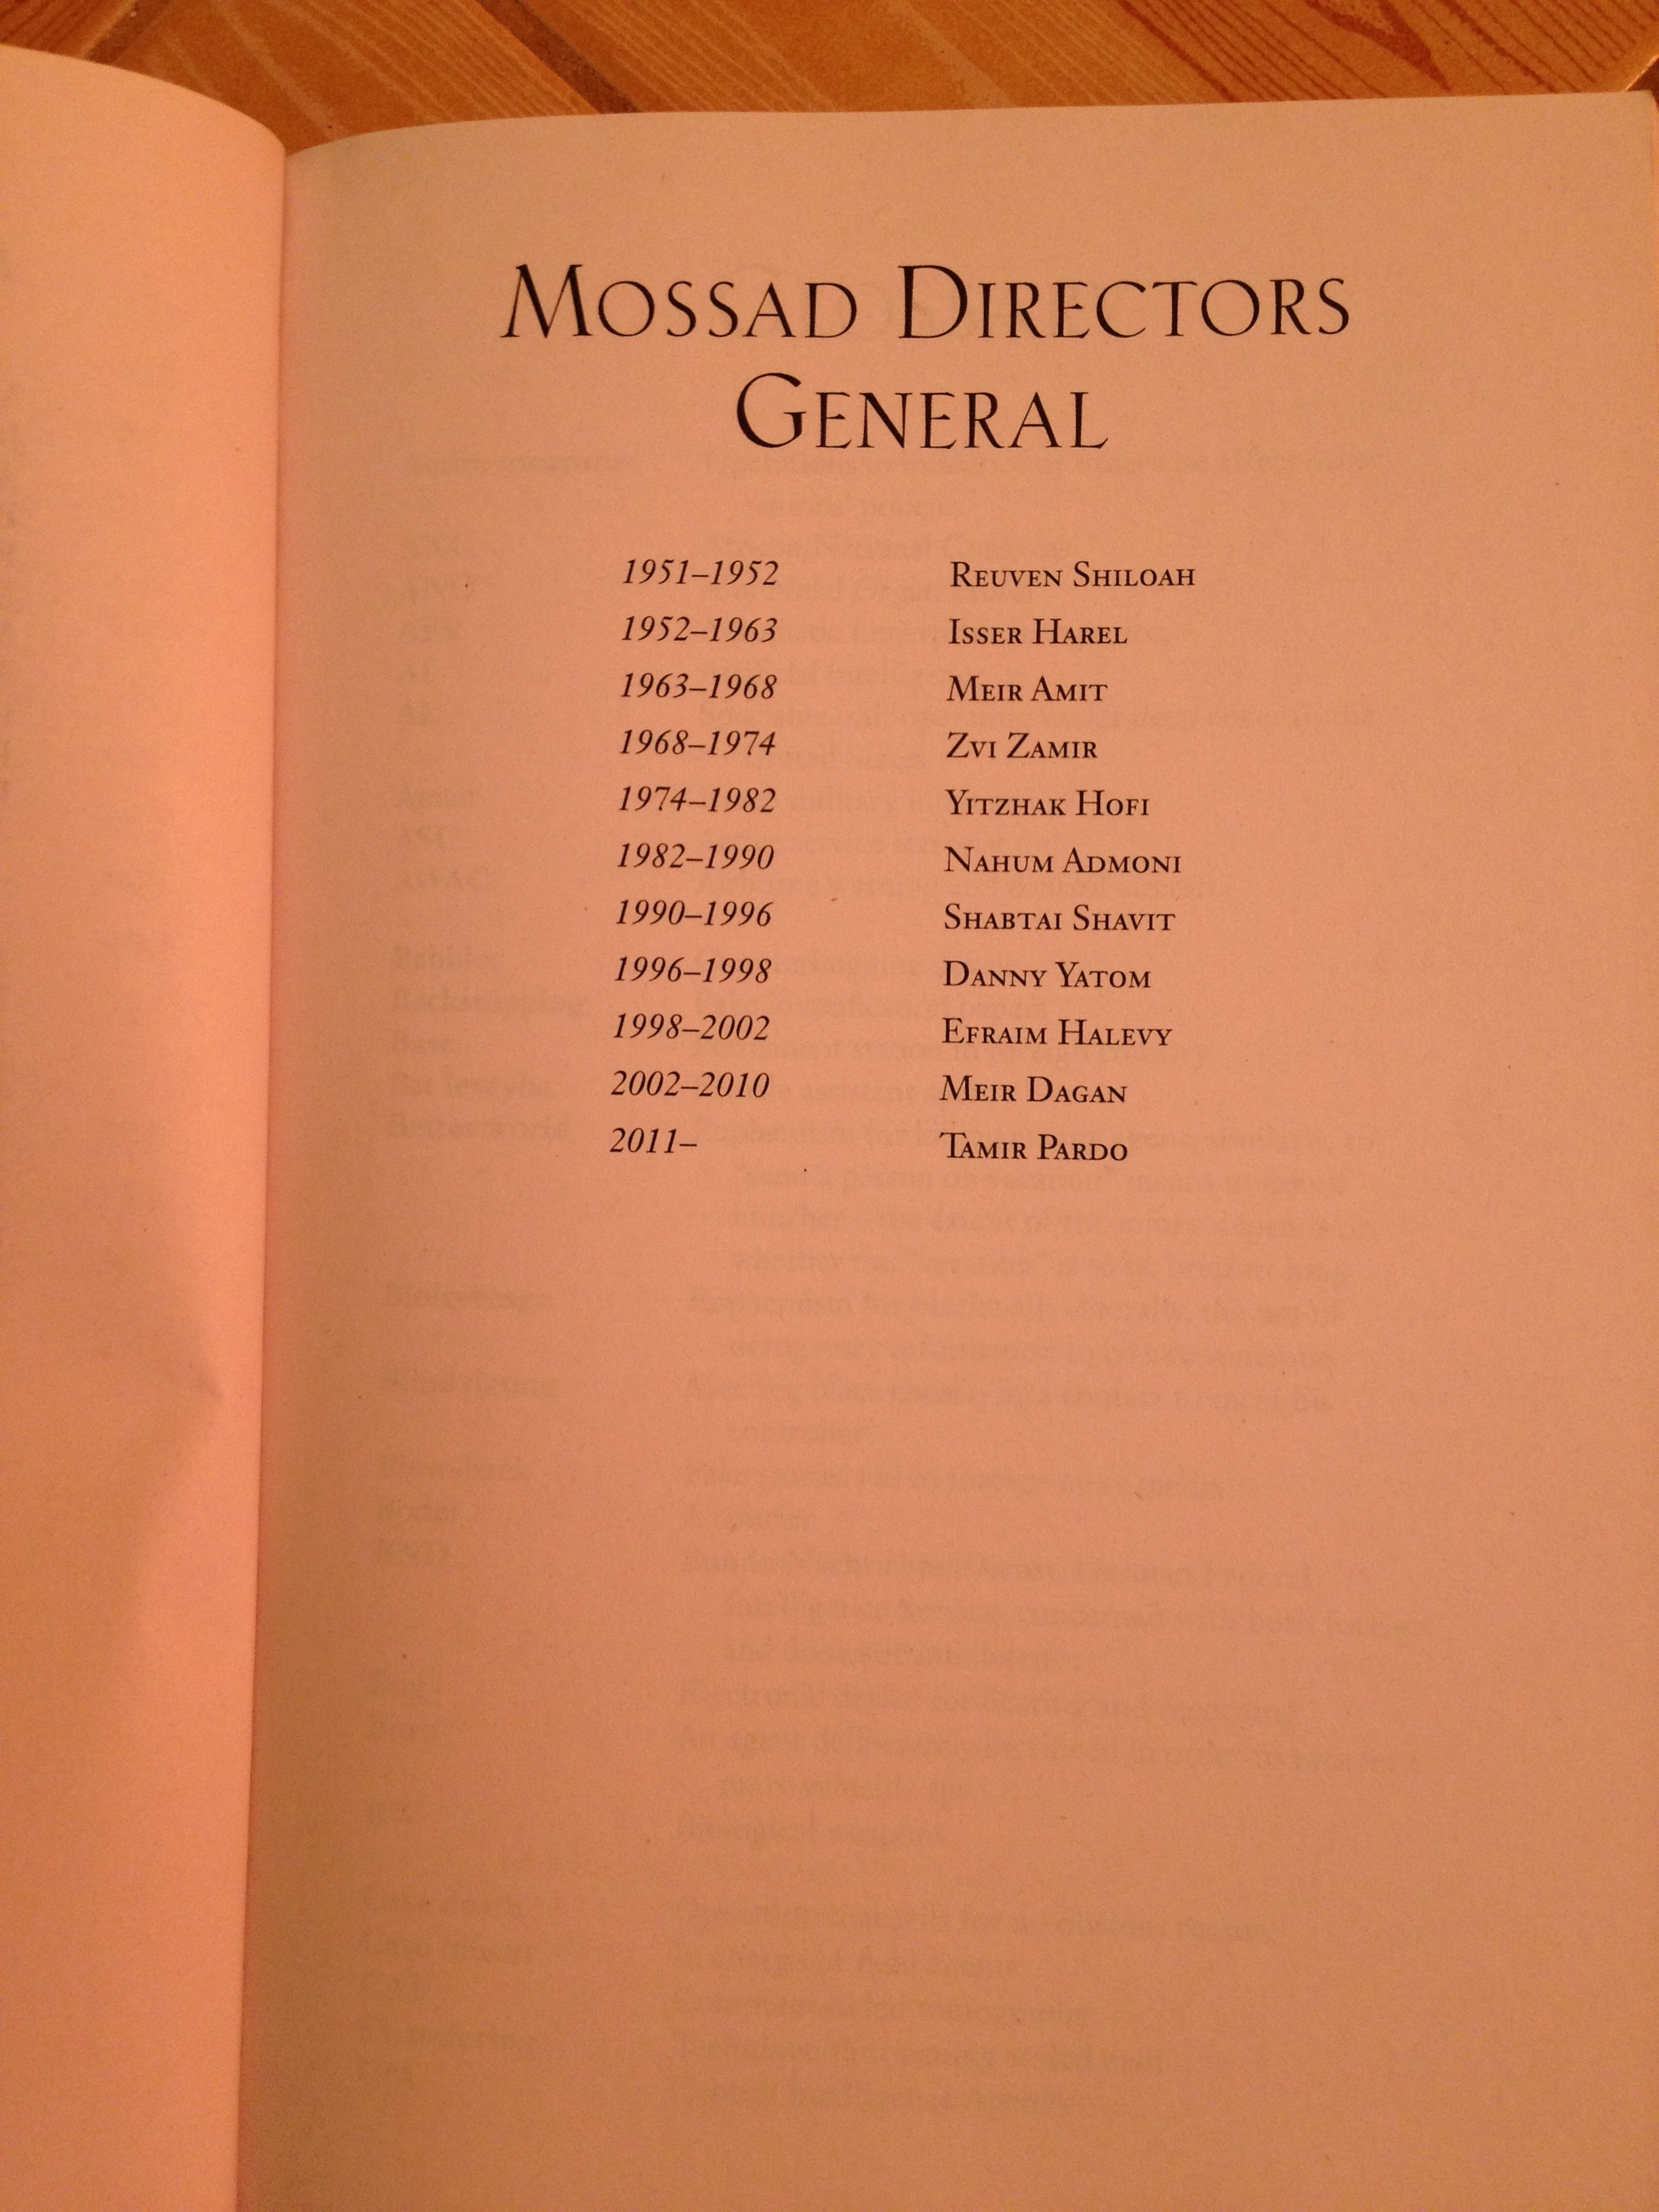 MOSSAD DIRECTORS
GENERAL
1951–1952 REUVEN SHILOAH
1952–1963 ISSER HAREL
1963–1968 MEIR AMIT
1968–1974 ZVI ZAMIR
1974–1982 YITZHAK HOFI
1982–1990 NAHUM ADMONI
1990–1996 SHABTAI SHAVIT
1996–1998 DANNY YATOM
1998–2002 EFRAIM HALEVY
2002–2010 MEIR DAGAN
2011– TAMIR PARDO